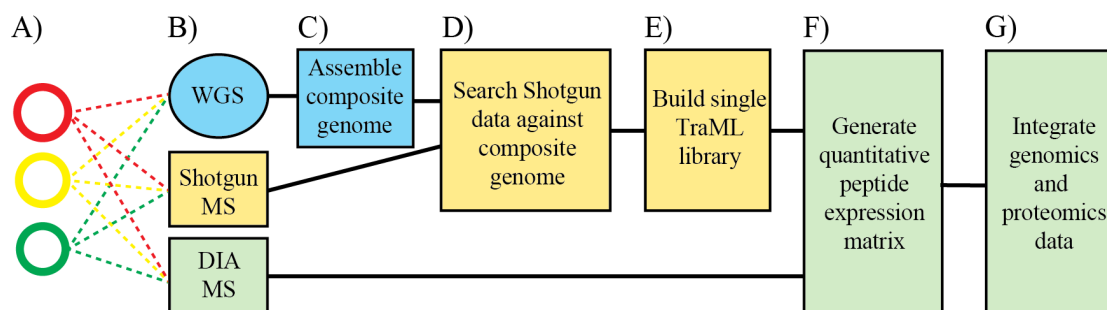 A)
B)
C)
D)
E)
F)
G)
WGS
Assemble
composite
genome
Shotgun
MS
DIA
MS
Search Shotgun
data against
composite
genome
Build single
TraML
library
Generate
quantitative
peptide
expression
matrix
Integrate
genomics
and
proteomics
data